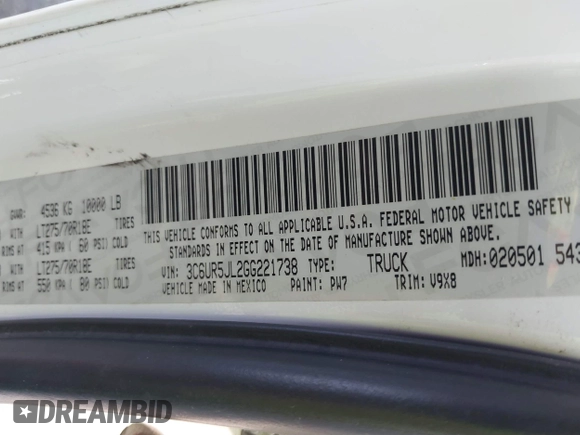 GVWR: 4536 KG 10000 LB
WITH LT275/70R18E TIRES
RIMS AT 415 KPA ( 60 PSI) COLD
WITH LT275/70R18E TIRES
RIMS AT 550 KPA ( 80 PSI) COLD
THIS VEHICLE CONFORMS TO ALL APPLICABLE U.S.A. FEDERAL MOTOR VEHICLE SAFETY
STANDARDS IN EFFECT ON THE DATE OF MANUFACTURE SHOWN ABOVE.
VIN: 3C6UR5JL2GG221738 TYPE: TRUCK MDH: 020501 543
VEHICLE MADE IN MEXICO PAINT: PW7 TRIM: V9X8
DREAMBID